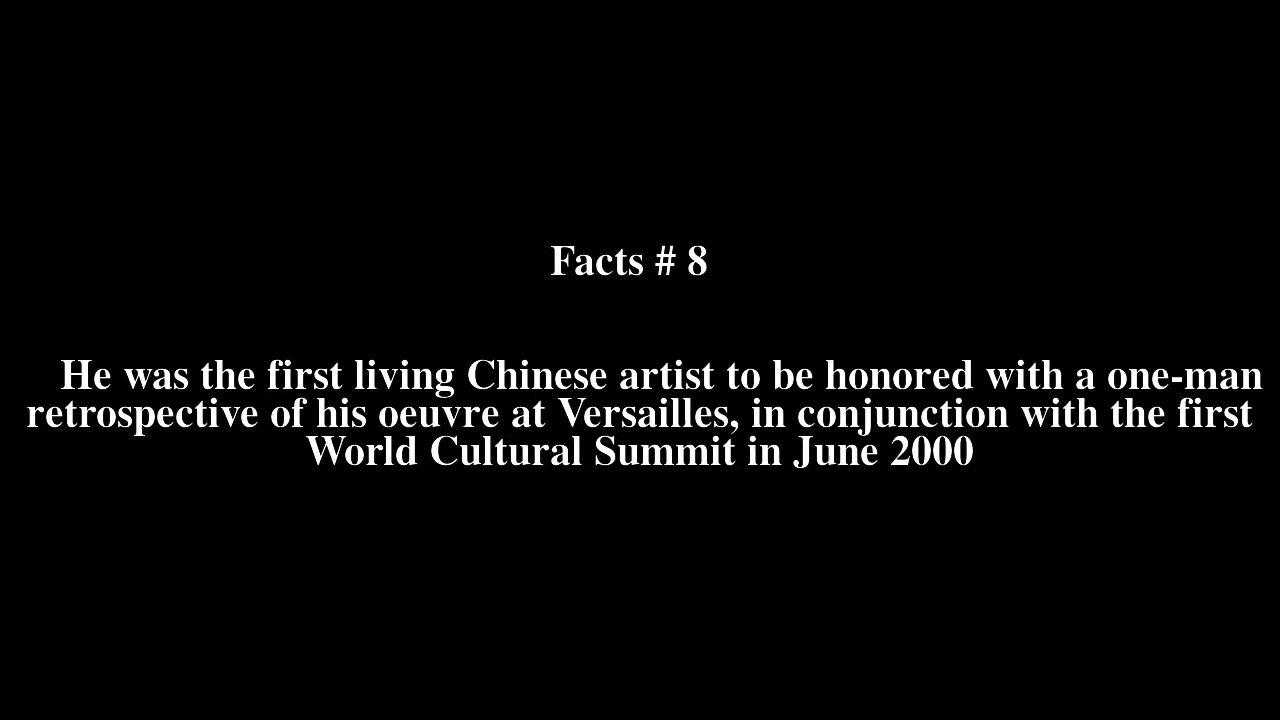 Facts # 8
He was the first living Chinese artist to be honored with a one-man
retrospective of his oeuvre at Versailles, in conjunction with the first
World Cultural Summit in June 2000